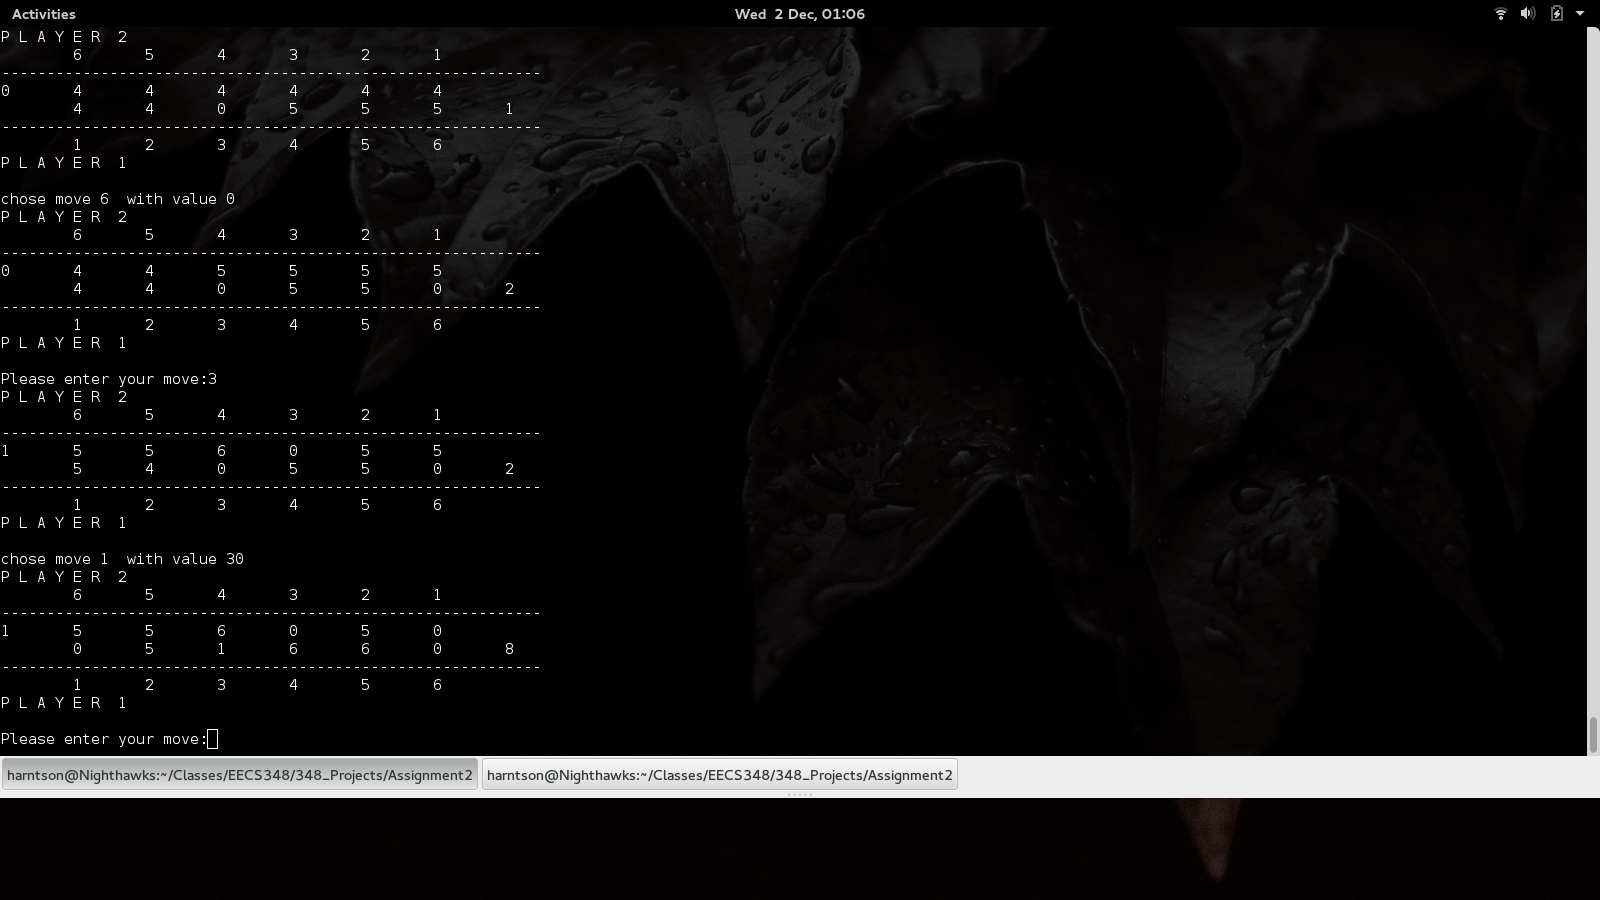 Activities
Wed 2 Dec, 01:06
P L A Y E R 2
6 5 4 3 2 1
------------------------------------------------------------
0 4 4 4 4 4 4
4 4 0 5 5 5 1
------------------------------------------------------------
1 2 3 4 5 6
P L A Y E R 1
chose move 6 with value 0
P L A Y E R 2
6 5 4 3 2 1
------------------------------------------------------------
0 4 4 5 5 5 5
4 4 0 5 5 0 2
------------------------------------------------------------
1 2 3 4 5 6
P L A Y E R 1
Please enter your move:3
P L A Y E R 2
6 5 4 3 2 1
------------------------------------------------------------
1 5 5 6 0 5 5
5 4 0 5 5 0 2
------------------------------------------------------------
1 2 3 4 5 6
P L A Y E R 1
chose move 1 with value 30
P L A Y E R 2
6 5 4 3 2 1
------------------------------------------------------------
1 5 5 6 0 5 0
0 5 1 6 6 0 8
------------------------------------------------------------
1 2 3 4 5 6
P L A Y E R 1
Please enter your move:
harntson@Nighthawks:~/Classes/EECS348/348_Projects/Assignment2
harntson@Nighthawks:~/Classes/EECS348/348_Projects/Assignment2